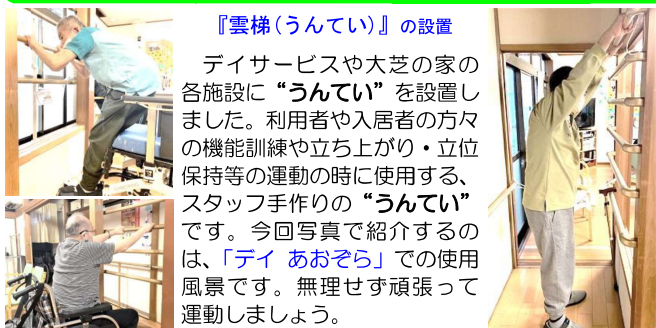 『雲梯(うんてい)』の設置
デイサービスや大芝の家の
各施設に“うんてい”を設置し
ました。利用者や入居者の方々
の機能訓練や立ち上がり・立位
保持等の運動の時に使用する、
スタッフ手作りの“うんてい”
です。今回写真で紹介するの
は、「デイ あおぞら」での使用
風景です。無理せず頑張って
運動しましょう。